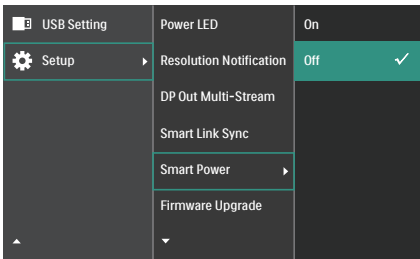 USB Setting
Setup
Power LED
Resolution Notification
DP Out Multi-Stream
Smart Link Sync
Smart Power
Firmware Upgrade
On
Off